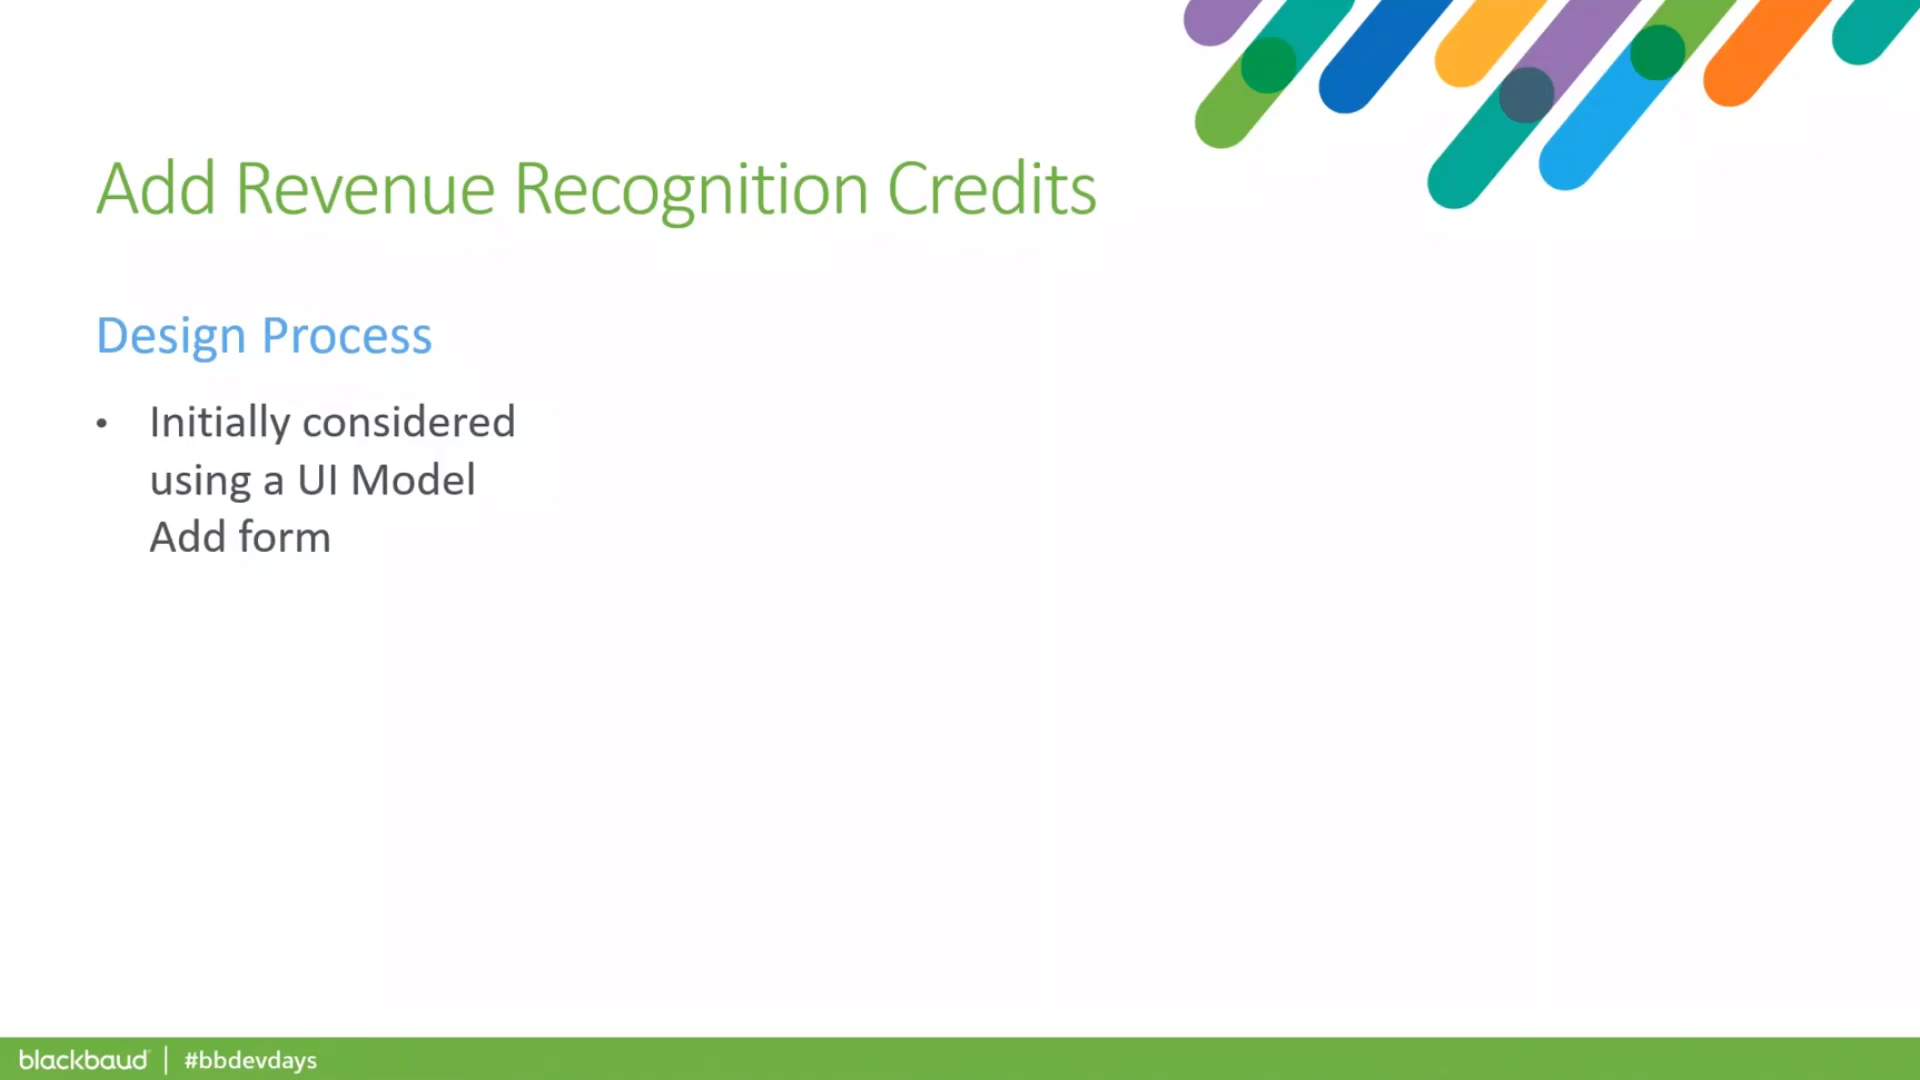 Add Revenue Recognition Credits
Design Process
• Initially considered
using a UI Model
Add form
blackbaud | #bbdevdays